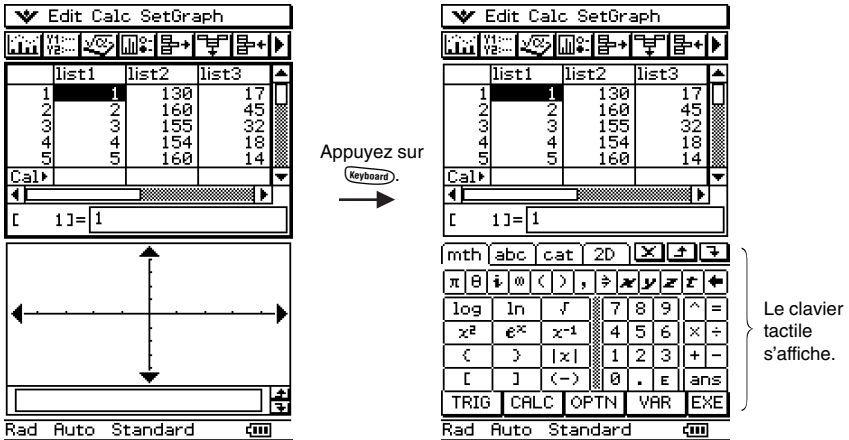 Edit Calc SetGraph
list1 list2 list3
1 1 130 17
2 2 160 45
3 3 155 32
4 4 154 18
5 5 160 14
Cal
[ 1]= 1
Rad Auto Standard
Appuyez sur
Keyboard.
Edit Calc SetGraph
list1 list2 list3
1 1 130 17
2 2 160 45
3 3 155 32
4 4 154 18
5 5 160 14
Cal
[ 1]= 1
mth abc cat 2D
π θ i ∞ ( ) , ⇒ x y z t ←
log ln √ 7 8 9 ^ =
x² eˣ x⁻¹ 4 5 6 × ÷
{ } |x| 1 2 3 + −
[ ] (−) 0 . E ans
TRIG CALC OPTN VAR EXE
Rad Auto Standard
Le clavier
tactile
s’affiche.